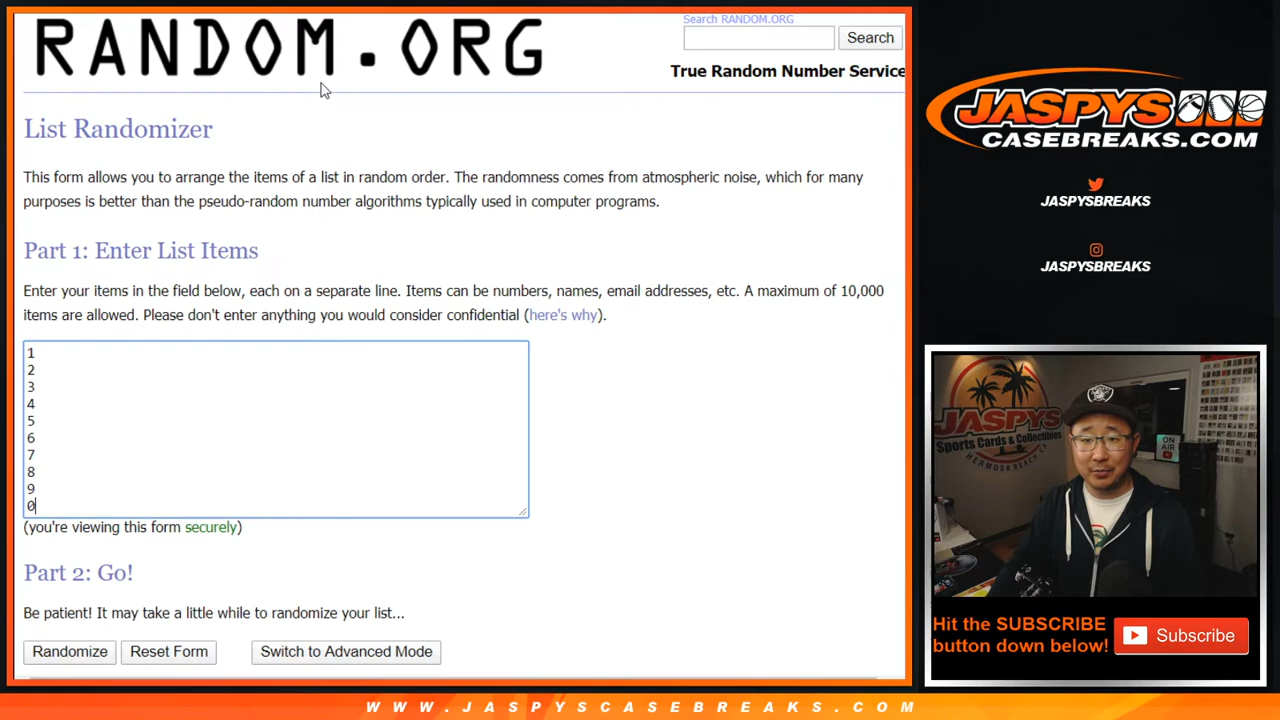 RANDOM.ORG
Search RANDOM.ORG
Search
True Random Number Service
List Randomizer
This form allows you to arrange the items of a list in random order. The randomness comes from atmospheric noise, which for many
purposes is better than the pseudo-random number algorithms typically used in computer programs.
Part 1: Enter List Items
Enter your items in the field below, each on a separate line. Items can be numbers, names, email addresses, etc. A maximum of 10,000
items are allowed. Please don't enter anything you would consider confidential (here's why).
1
2
3
4
5
6
7
8
9
0
(you're viewing this form securely)
Part 2: Go!
Be patient! It may take a little while to randomize your list...
Randomize
Reset Form
Switch to Advanced Mode
JASPYS
CASEBREAKS.COM
JASPYSBREAKS
JASPYSBREAKS
JASPYS
Sports Cards & Collectibles
HERMOSA BEACH, CA
ON
AIR
Hit the SUBSCRIBE
button down below!
Subscribe
WWW.JASPYSCASEBREAKS.COM